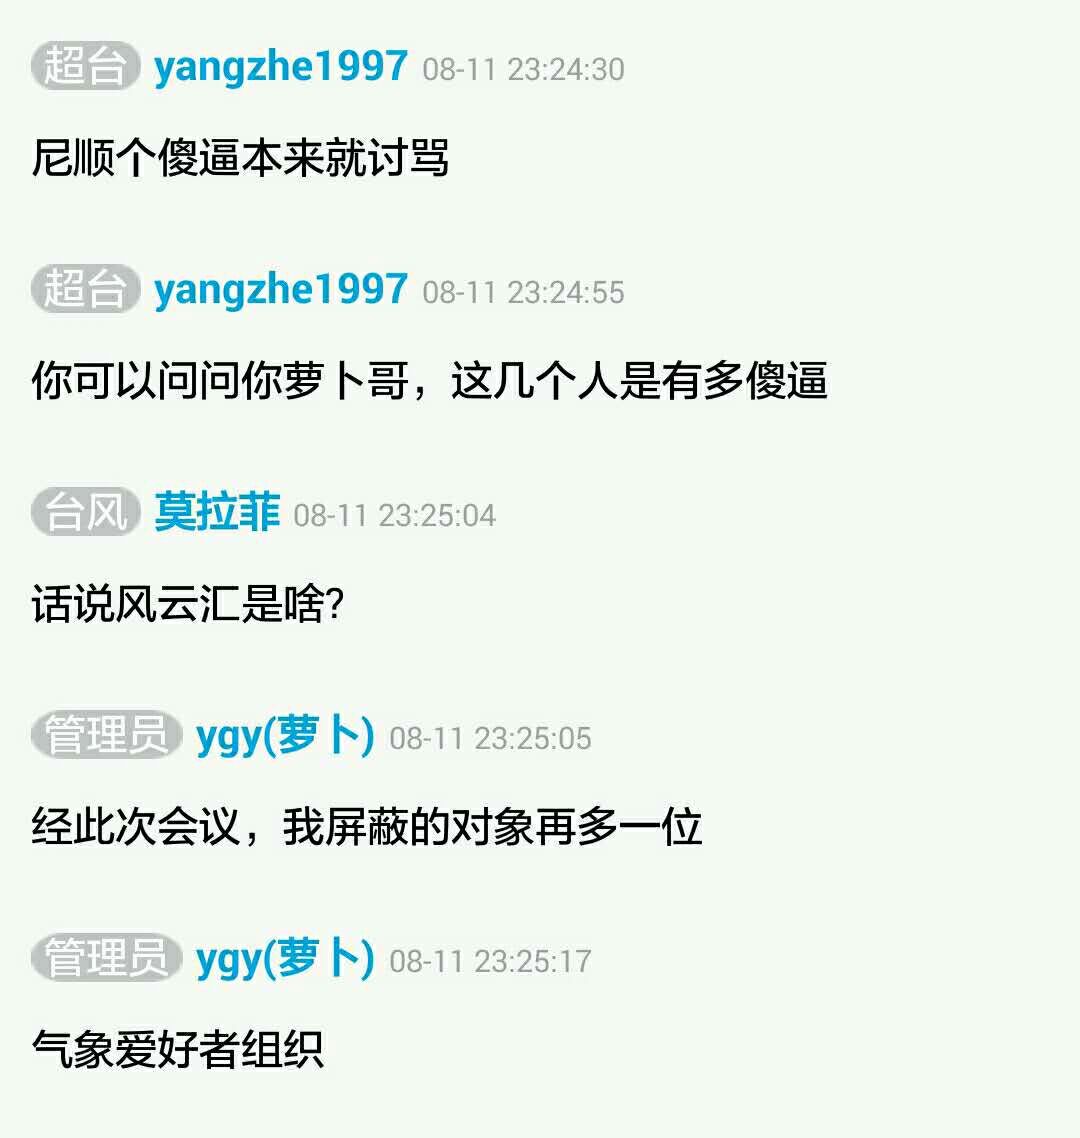 超台 yangzhe1997 08-11 23:24:30
尼顺个傻逼本来就讨骂
超台 yangzhe1997 08-11 23:24:55
你可以问问你萝卜哥，这几个人是有多傻逼
台风 莫拉菲 08-11 23:25:04
话说风云汇是啥?
管理员 ygy(萝卜) 08-11 23:25:05
经此次会议，我屏蔽的对象再多一位
管理员 ygy(萝卜) 08-11 23:25:17
气象爱好者组织